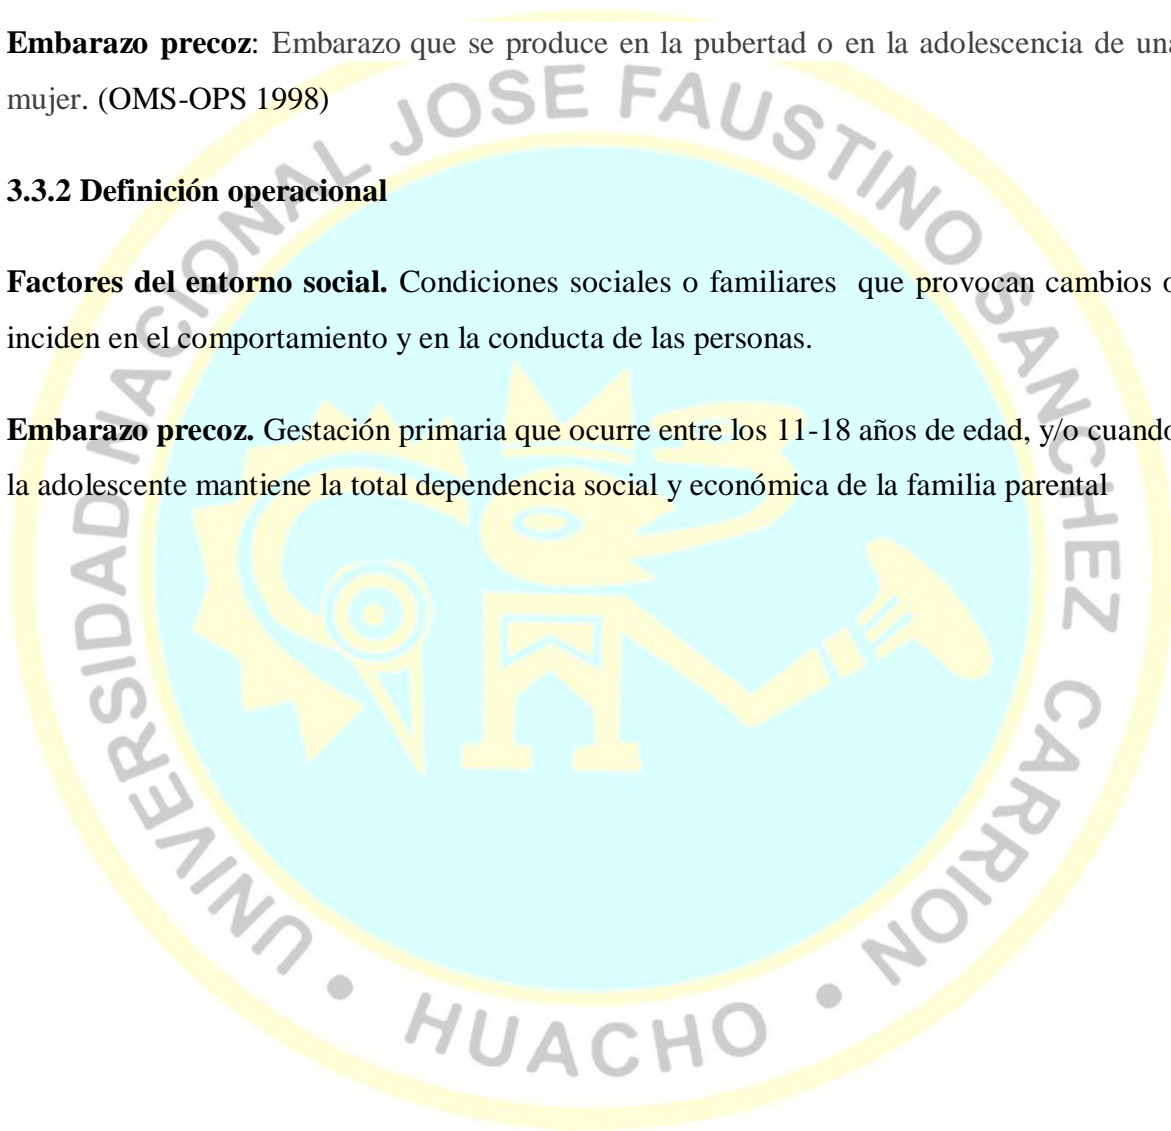 Embarazo precoz: Embarazo que se produce en la pubertad o en la adolescencia de una
mujer. (OMS-OPS 1998)
3.3.2 Definición operacional
Factores del entorno social. Condiciones sociales o familiares que provocan cambios o
inciden en el comportamiento y en la conducta de las personas.
Embarazo precoz. Gestación primaria que ocurre entre los 11-18 años de edad, y/o cuando
la adolescente mantiene la total dependencia social y económica de la familia parental
UNIVERSIDAD NACIONAL JOSE FAUSTINO SANCHEZ CARRION • HUACHO •